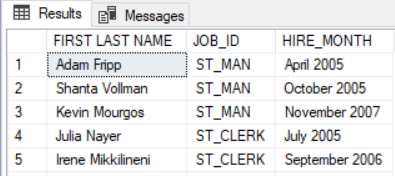 Results Messages
FIRST LAST NAME JOB_ID HIRE_MONTH
1 Adam Fripp ST_MAN April 2005
2 Shanta Vollman ST_MAN October 2005
3 Kevin Mourgos ST_MAN November 2007
4 Julia Nayer ST_CLERK July 2005
5 Irene Mikkilineni ST_CLERK September 2006